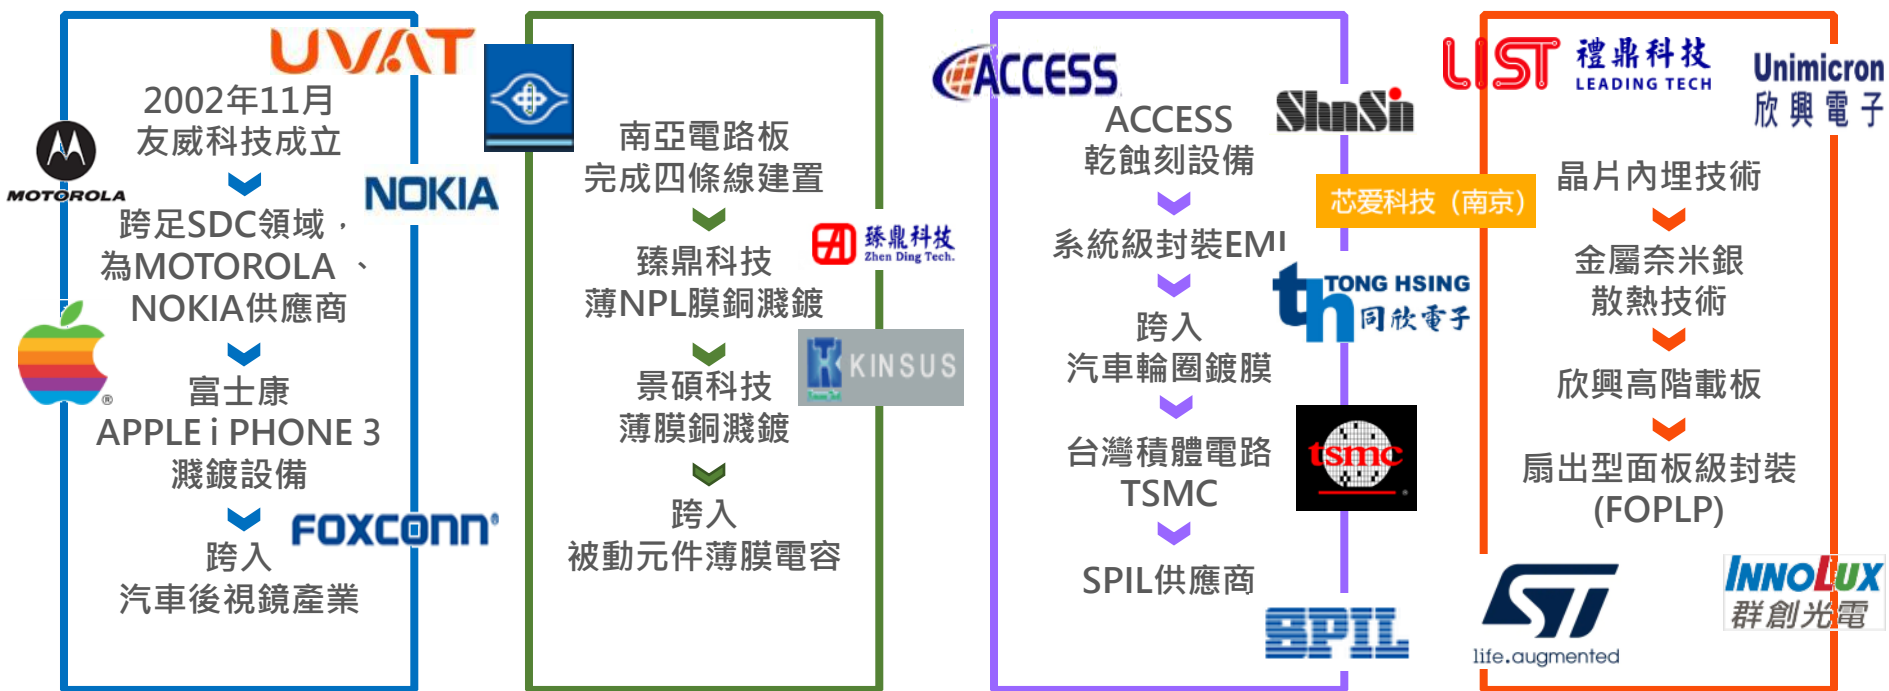 UVAT
2002年11月
友威科技成立
MOTOROLA
NOKIA
跨足SDC領域，
為MOTOROLA、
NOKIA供應商
富士康
APPLE i PHONE 3
濺鍍設備
FOXCONN
跨入
汽車後視鏡產業
南亞電路板
完成四條線建置
臻鼎科技
Zhen Ding Tech.
臻鼎科技
薄NPL膜銅濺鍍
KINSUS
景碩科技
薄膜銅濺鍍
跨入
被動元件薄膜電容
ACCESS
ACCESS
乾蝕刻設備
ShunSin
系統級封裝EMI
TONG HSING
同欣電子
跨入
汽車輪圈鍍膜
台灣積體電路
TSMC
tsmc
SPIL供應商
SPIL
LIST 禮鼎科技
LEADING TECH
Unimicron
欣興電子
芯爱科技（南京）
晶片內埋技術
金屬奈米銀
散熱技術
欣興高階載板
扇出型面板級封裝
(FOPLP)
ST
life.augmented
INNOLUX
群創光電